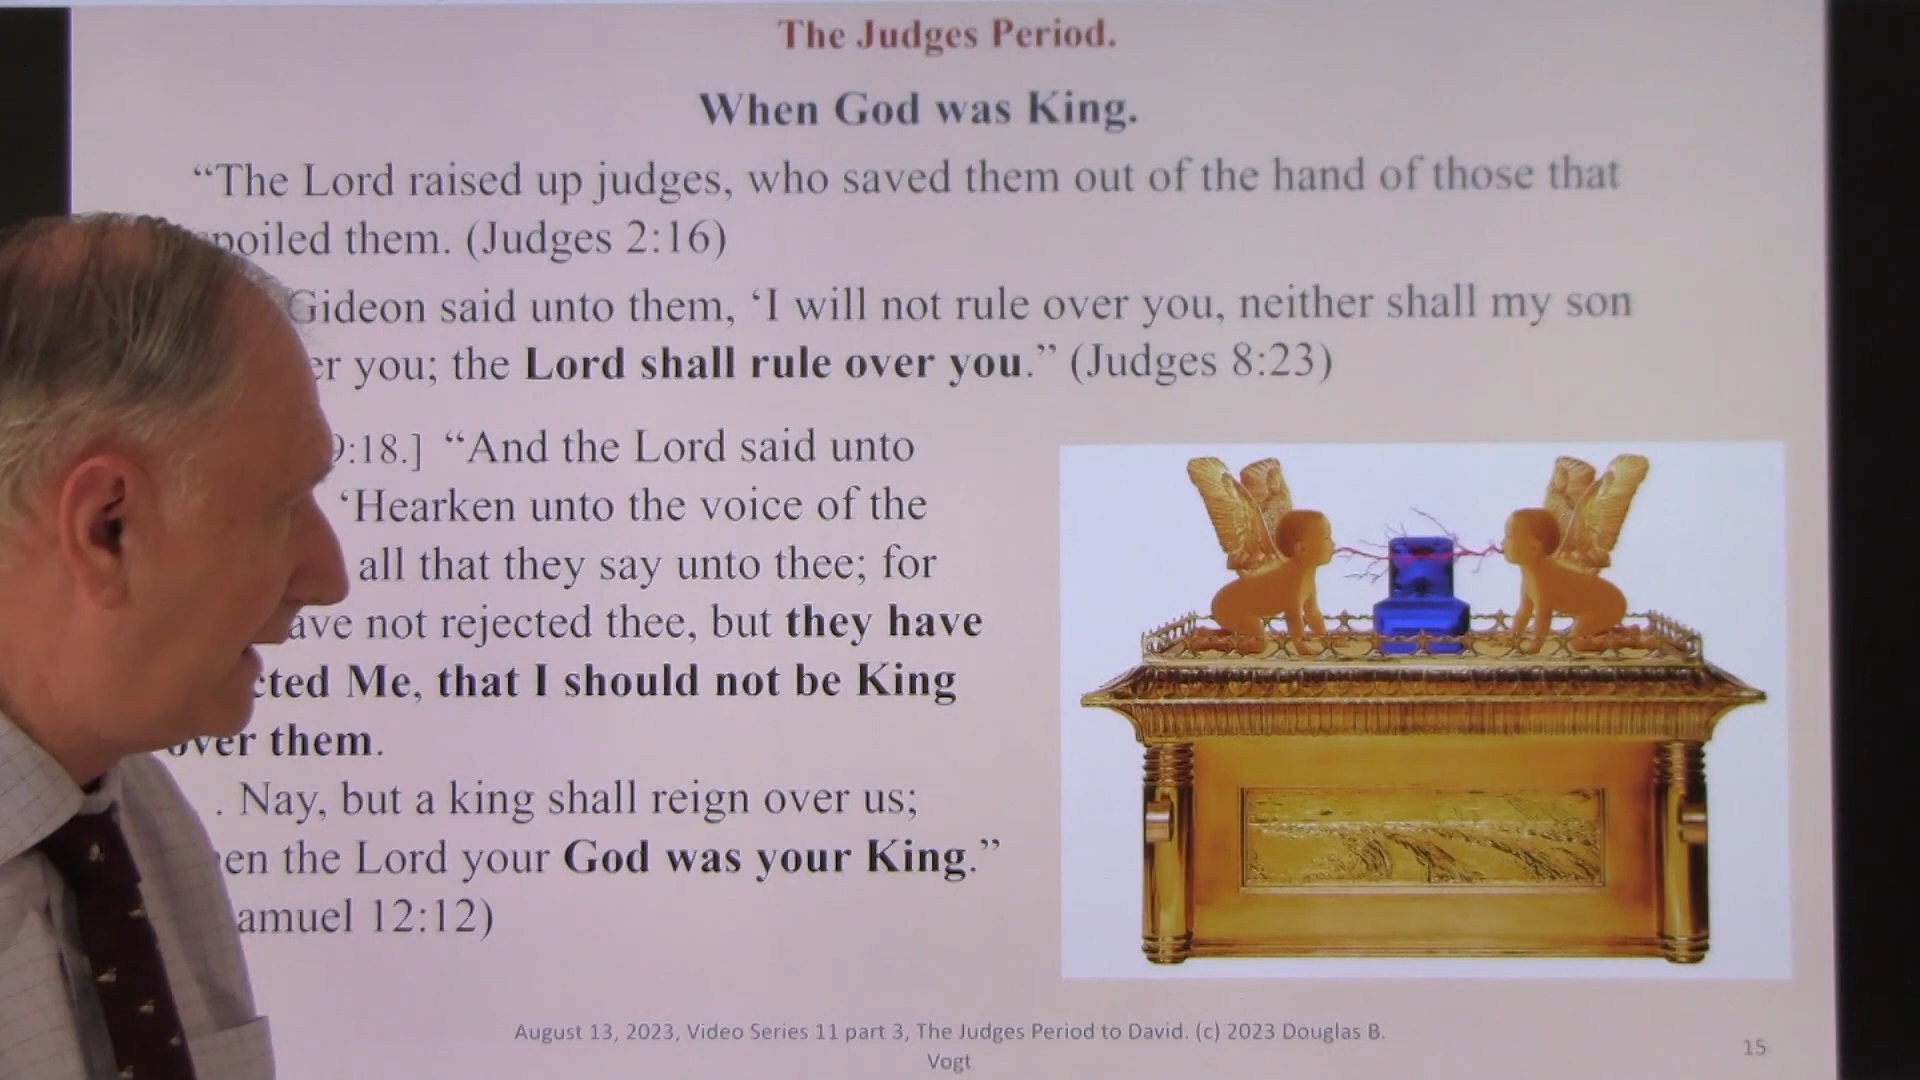 The Judges Period.
When God was King.
“The Lord raised up judges, who saved them out of the hand of those that
spoiled them. (Judges 2:16)
Gideon said unto them, ‘I will not rule over you, neither shall my son
er you; the Lord shall rule over you.” (Judges 8:23)
9:18.] “And the Lord said unto
‘Hearken unto the voice of the
all that they say unto thee; for
ave not rejected thee, but they have
cted Me, that I should not be King
over them.
. Nay, but a king shall reign over us;
en the Lord your God was your King.”
amuel 12:12)
August 13, 2023, Video Series 11 part 3, The Judges Period to David. (c) 2023 Douglas B.
Vogt
15